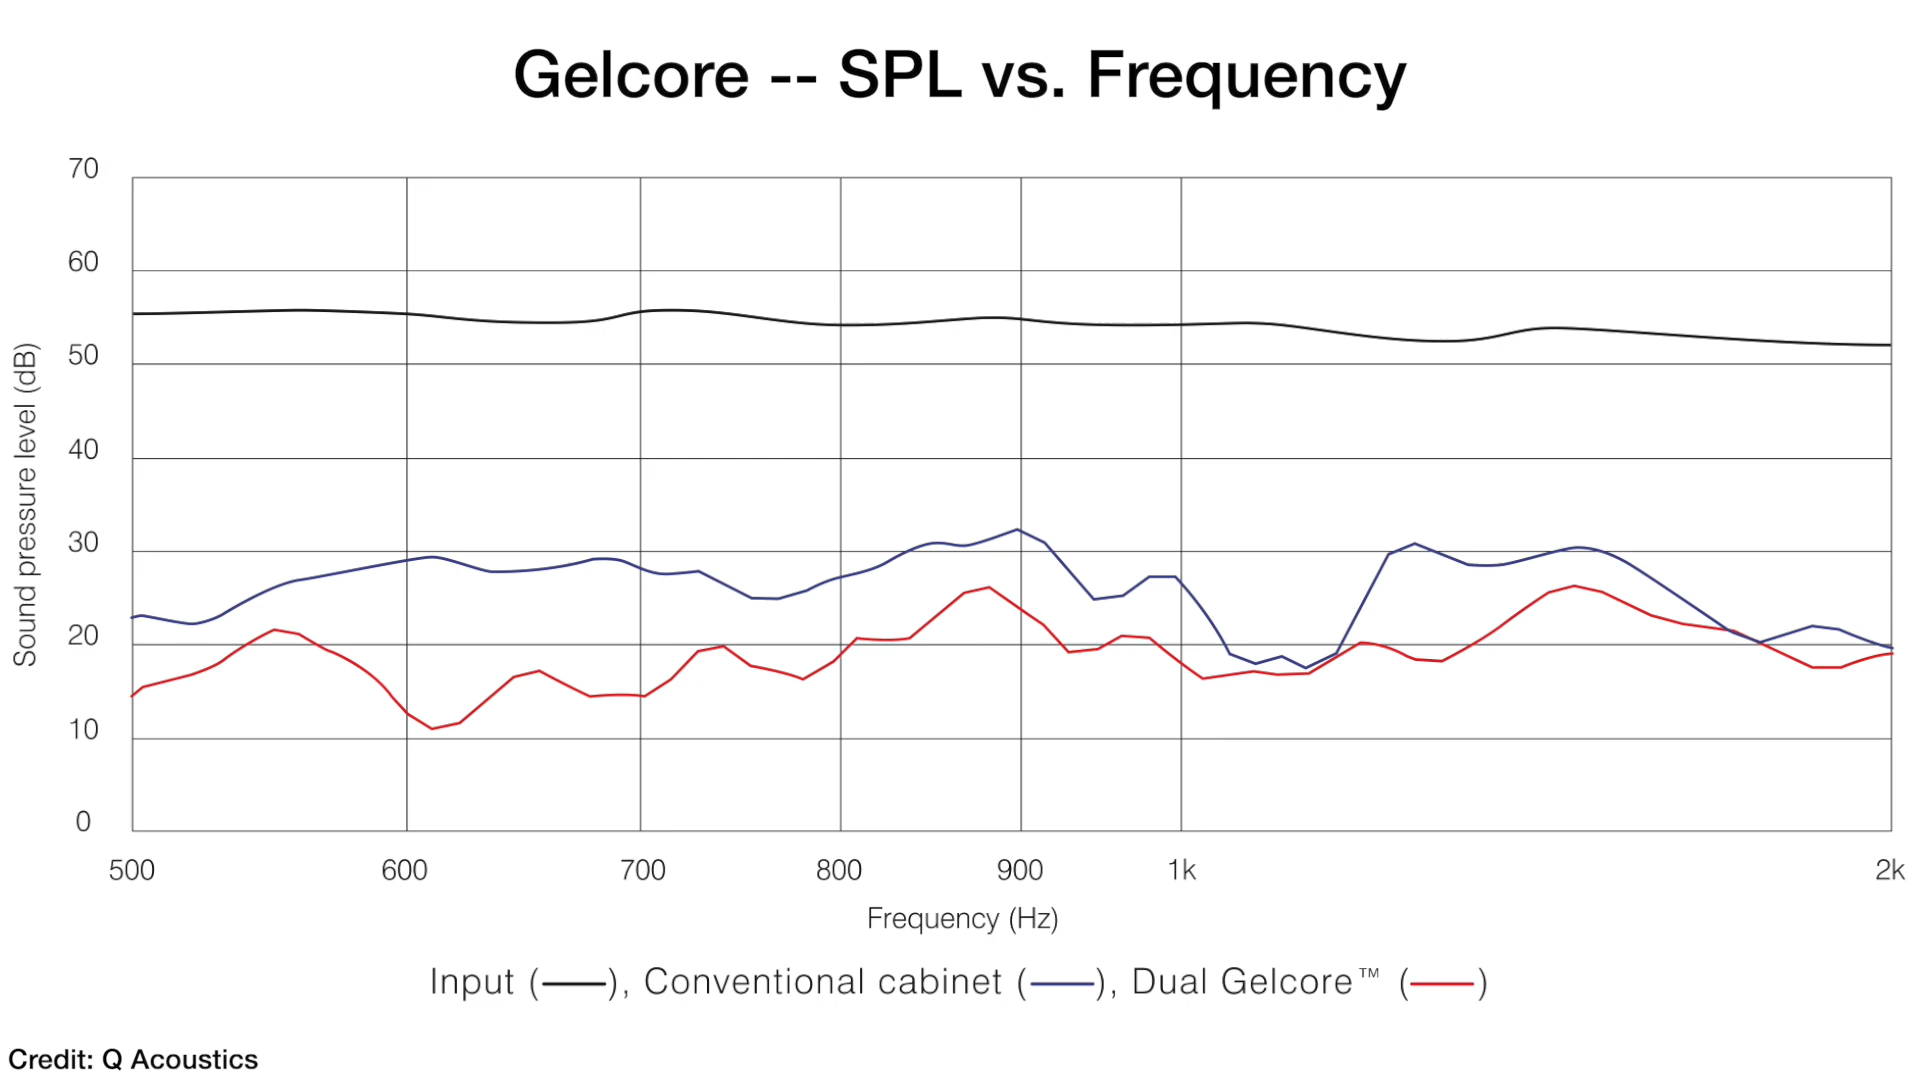 Gelcore -- SPL vs. Frequency
70
60
50
40
30
20
10
0
Sound pressure level (dB)
500 600 700 800 900 1k 2k
Frequency (Hz)
Input (—), Conventional cabinet (—), Dual Gelcore™ (—)
Credit: Q Acoustics